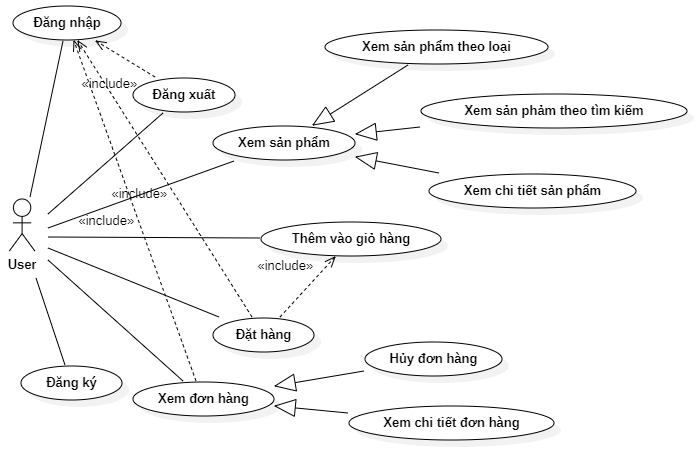 Đăng nhập
Xem sản phẩm theo loại
«include»
Đăng xuất
Xem sản phảm theo tìm kiếm
Xem sản phẩm
Xem chi tiết sản phẩm
«include»
«include»
Thêm vào giỏ hàng
User
«include»
Đặt hàng
Hủy đơn hàng
Đăng ký
Xem đơn hàng
Xem chi tiết đơn hàng